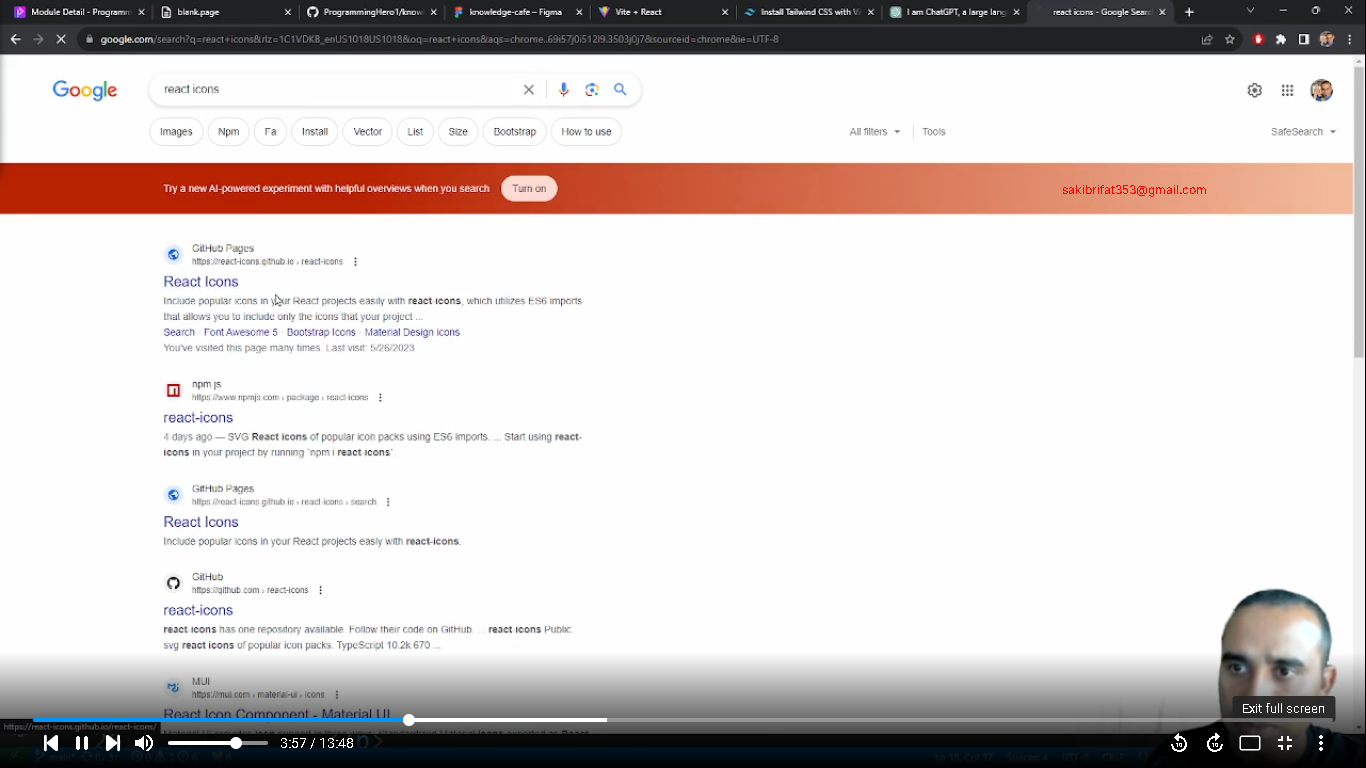 Module Detail - Programm
blank.page
ProgrammingHero1/know
knowledge-cafe – Figma
Vite + React
Install Tailwind CSS with Vi
I am ChatGPT, a large lang
react icons - Google Search
google.com/search?q=react+icons&rlz=1C1VDKB_enUS1018US1018&oq=react+icons&aqs=chrome..69i57j0i512l9.3503j0j7&sourceid=chrome&ie=UTF-8
Google
react icons
Images
Npm
Fa
Install
Vector
List
Size
Bootstrap
How to use
All filters
Tools
SafeSearch
Try a new AI-powered experiment with helpful overviews when you search
Turn on
sakibrifat353@gmail.com
GitHub Pages
https://react-icons.github.io › react-icons
React Icons
Include popular icons in your React projects easily with react-icons, which utilizes ES6 imports
that allows you to include only the icons that your project ...
Search · Font Awesome 5 · Bootstrap Icons · Material Design icons
You've visited this page many times. Last visit: 5/26/2023
npm.js
https://www.npmjs.com › package › react-icons
react-icons
4 days ago — SVG React icons of popular icon packs using ES6 imports. ... Start using react-
icons in your project by running `npm i react-icons`
GitHub Pages
https://react-icons.github.io › react-icons › search
React Icons
Include popular icons in your React projects easly with react-icons.
GitHub
https://github.com › react-icons
react-icons
react-icons has one repository available. Follow their code on GitHub. ... react-icons Public.
svg react icons of popular icon packs. TypeScript 10.2k 670 ...
MUI
https://mui.com › material-ui › icons
React Icon Component - Material UI
Exit full screen
https://react-icons.github.io/react-icons/
3:57 / 13:48